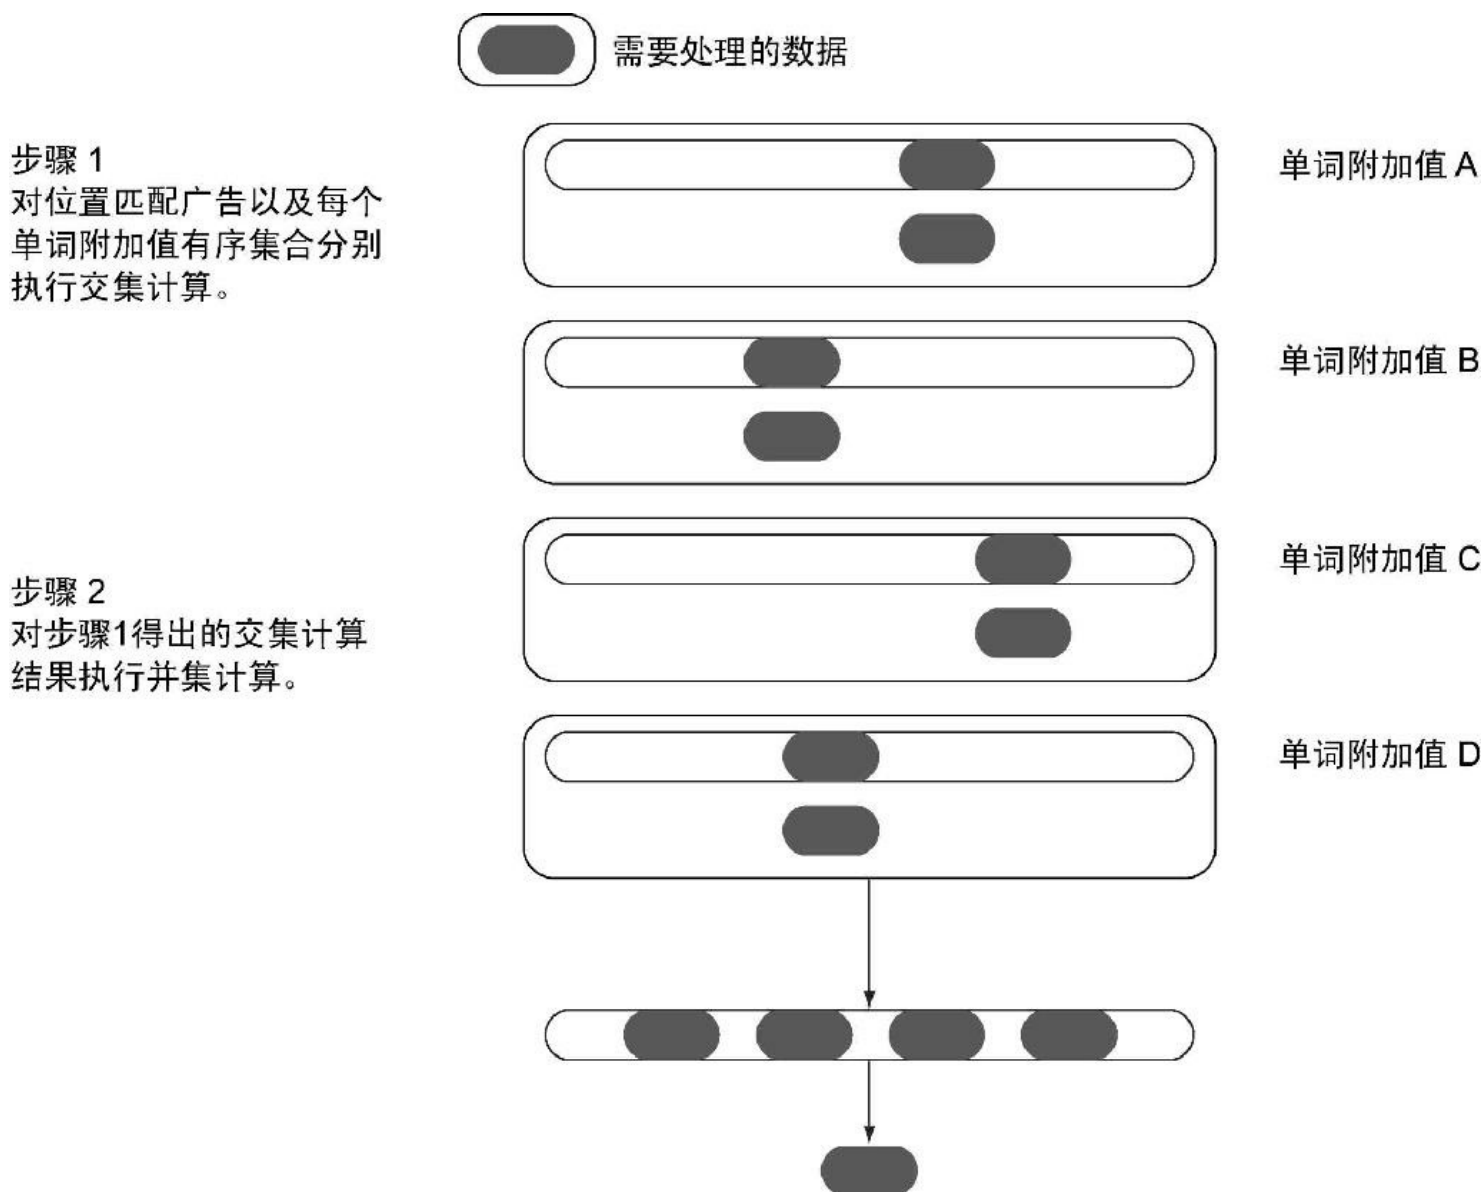 需要处理的数据
步骤 1
对位置匹配广告以及每个
单词附加值有序集合分别
执行交集计算。
单词附加值 A
单词附加值 B
单词附加值 C
步骤 2
对步骤1得出的交集计算
结果执行并集计算。
单词附加值 D